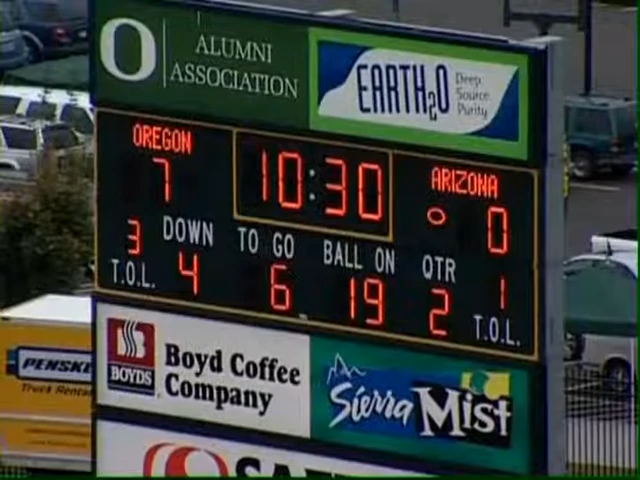 O ALUMNI
ASSOCIATION
EARTH2O Deep
Source
Purity
OREGON 10:30 ARIZONA
7 0
DOWN TO GO BALL ON QTR
3 4 6 19 2 1
T.O.L. T.O.L.
PENSKE
Truck Rental
BOYDS
Boyd Coffee
Company
Sierra Mist